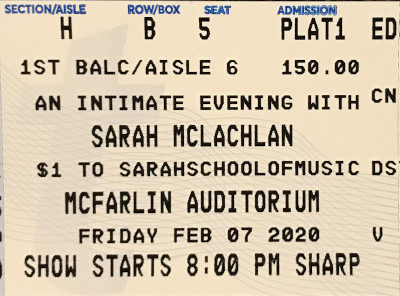 SECTION/AISLE ROW/BOX SEAT ADMISSION
H B 5 PLAT1 ED
1ST BALC/AISLE 6 150.00
AN INTIMATE EVENING WITH CN
SARAH MCLACHLAN
$1 TO SARAHSCHOOLOFMUSIC DST
MCFARLIN AUDITORIUM
FRIDAY FEB 07 2020 V
SHOW STARTS 8:00 PM SHARP